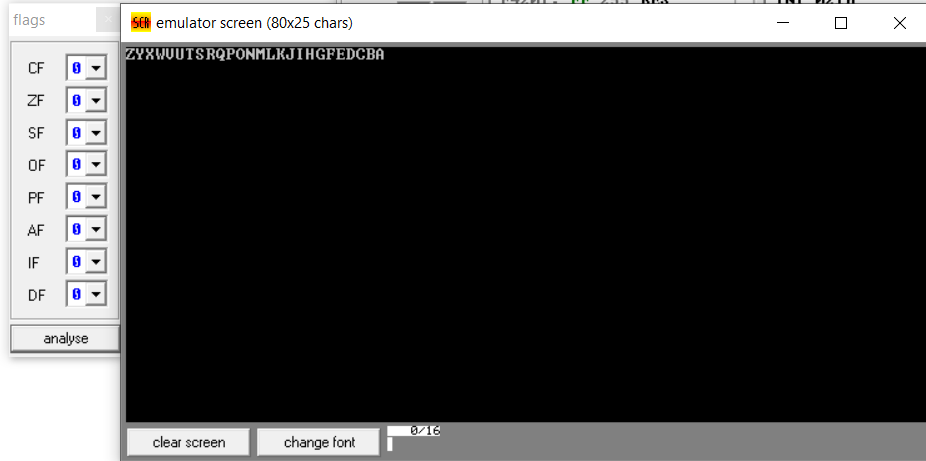 flags
CF 0
ZF 0
SF 0
OF 0
PF 0
AF 0
IF 0
DF 0
analyse
SCR emulator screen (80x25 chars)
ZYXWVUTSRQPONMLKJIHGFEDCBA
clear screen
change font
0/16